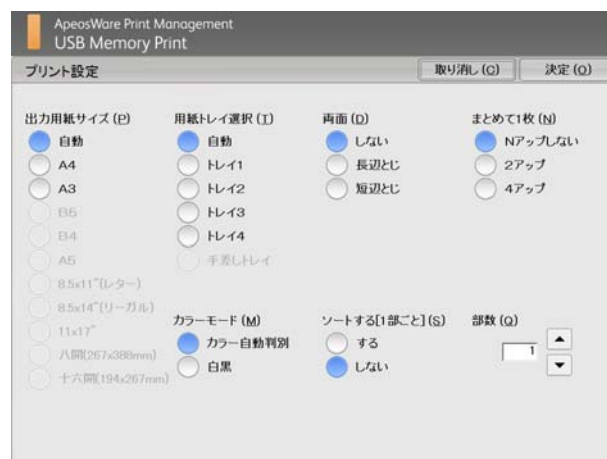 ApeosWare Print Management
USB Memory Print
プリント設定
取り消し(C)
決定(O)
出力用紙サイズ(P)
自動
A4
A3
B5
B4
A5
8.5x11"(レター)
8.5x14"(リーガル)
11x17"
八開(267x388mm)
十六開(194x267mm)
用紙トレイ選択(T)
自動
トレイ1
トレイ2
トレイ3
トレイ4
手差しトレイ
両面(D)
しない
長辺とじ
短辺とじ
まとめて1枚(N)
Nアップしない
2アップ
4アップ
カラーモード(M)
カラー自動判別
白黒
ソートする[1部ごと](S)
する
しない
部数(Q)
1